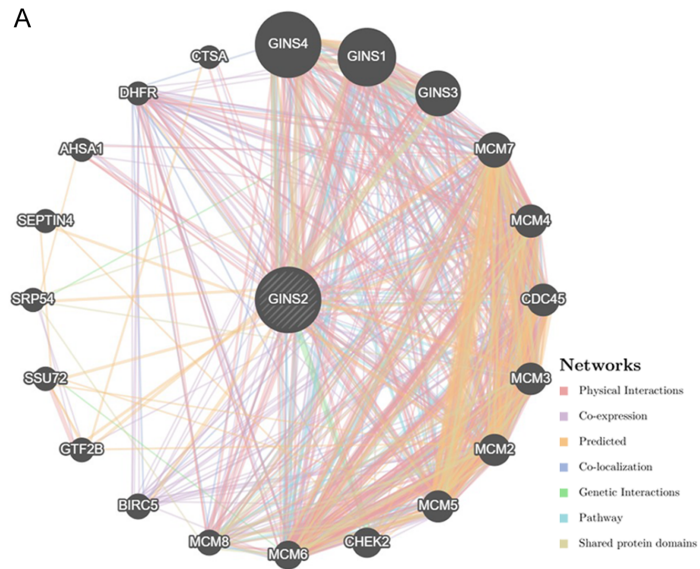 A
GINS4
GINS1
CTSA
GINS3
DHFR
MCM7
AHSA1
MCM4
SEPTIN4
GINS2
CDC45
SRP54
MCM3
SSU72
MCM2
GTF2B
MCM5
BIRC5
CHEK2
MCM8
MCM6
Networks
Physical Interactions
Co-expression
Predicted
Co-localization
Genetic Interactions
Pathway
Shared protein domains